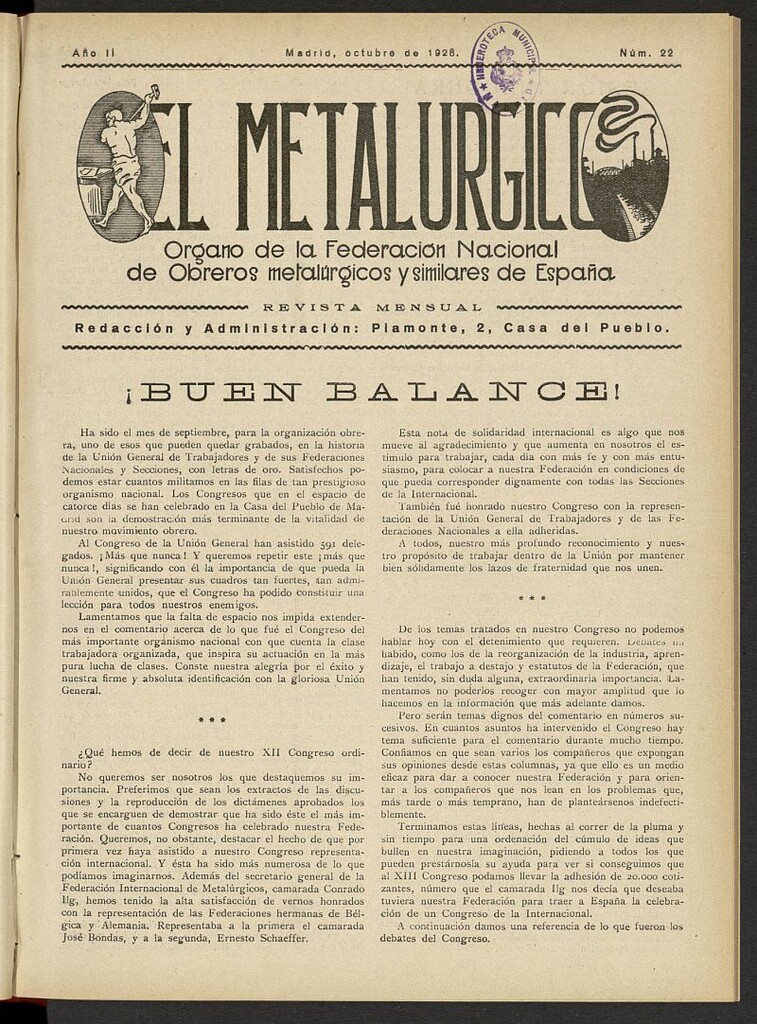 Año II
Madrid, octubre de 1928.
Núm. 22
HEMEROTECA MUNICIPAL
EL METALURGICO
Organo de la Federación Nacional
de Obreros metalúrgicos y similares de España
REVISTA MENSUAL
Redacción y Administración: Piamonte, 2, Casa del Pueblo.
¡BUEN BALANCE!
Ha sido el mes de septiembre, para la organización obre-
ra, uno de esos que pueden quedar grabados, en la historia
de la Unión General de Trabajadores y de sus Federaciones
Nacionales y Secciones, con letras de oro. Satisfechos po-
demos estar cuantos militamos en las filas de tan prestigioso
organismo nacional. Los Congresos que en el espacio de
catorce días se han celebrado en la Casa del Pueblo de Ma-
drid son la demostración más terminante de la vitalidad de
nuestro movimiento obrero.
Al Congreso de la Unión General han asistido 591 dele-
gados. ¡Más que nunca! Y queremos repetir este ¡más que
nunca!, significando con él la importancia de que pueda la
Unión General presentar sus cuadros tan fuertes, tan admi-
rablemente unidos, que el Congreso ha podido constituir una
lección para todos nuestros enemigos.
Lamentamos que la falta de espacio nos impida extender-
nos en el comentario acerca de lo que fué el Congreso del
más importante organismo nacional con que cuenta la clase
trabajadora organizada, que inspira su actuación en la más
pura lucha de clases. Conste nuestra alegría por el éxito y
nuestra firme y absoluta identificación con la gloriosa Unión
General.
* * *
¿Qué hemos de decir de nuestro XII Congreso ordi-
nario?
No queremos ser nosotros los que destaquemos su im-
portancia. Preferimos que sean los extractos de las discu-
siones y la reproducción de los dictámenes aprobados los
que se encarguen de demostrar que ha sido éste el más im-
portante de cuantos Congresos ha celebrado nuestra Fede-
ración. Queremos, no obstante, destacar el hecho de que por
primera vez haya asistido a nuestro Congreso representa-
ción internacional. Y ésta ha sido más numerosa de lo que
podíamos imaginarnos. Además del secretario general de la
Federación Internacional de Metalúrgicos, camarada Conrado
Ilg, hemos tenido la alta satisfacción de vernos honrados
con la representación de las Federaciones hermanas de Bél-
gica y Alemania. Representaba a la primera el camarada
José Bondas, y a la segunda, Ernesto Schaeffer.
Esta nota de solidaridad internacional es algo que nos
mueve al agradecimiento y que aumenta en nosotros el es-
tímulo para trabajar, cada día con más fe y con más entu-
siasmo, para colocar a nuestra Federación en condiciones de
que pueda corresponder dignamente con todas las Secciones
de la Internacional.
También fué honrado nuestro Congreso con la represen-
tación de la Unión General de Trabajadores y de las Fe-
deraciones Nacionales a ella adheridas.
A todos, nuestro más profundo reconocimiento y nues-
tro propósito de trabajar dentro de la Unión por mantener
bien sólidamente los lazos de fraternidad que nos unen.
* * *
De los temas tratados en nuestro Congreso no podemos
hablar hoy con el detenimiento que requieren. Debates ha
habido, como los de la reorganización de la industria, apren-
dizaje, el trabajo a destajo y estatutos de la Federación, que
han tenido, sin duda alguna, extraordinaria importancia. La-
mentamos no poderlos recoger con mayor amplitud que lo
hacemos en la información que más adelante damos.
Pero serán temas dignos del comentario en números su-
cesivos. En cuantos asuntos ha intervenido el Congreso hay
tema suficiente para el comentario durante mucho tiempo.
Confiamos en que sean varios los compañeros que expongan
sus opiniones desde estas columnas, ya que ello es un medio
eficaz para dar a conocer nuestra Federación y para orien-
tar a los compañeros que nos lean en los problemas que,
más tarde o más temprano, han de planteársenos indefecti-
blemente.
Terminamos estas líneas, hechas al correr de la pluma y
sin tiempo para una ordenación del cúmulo de ideas que
bullen en nuestra imaginación, pidiendo a todos los que
pueden prestárnosla su ayuda para ver si conseguimos que
al XIII Congreso podamos llevar la adhesión de 20.000 coti-
zantes, número que el camarada Ilg nos decía que deseaba
tuviera nuestra Federación para traer a España la celebra-
ción de un Congreso de la Internacional.
A continuación damos una referencia de lo que fueron los
debates del Congreso.